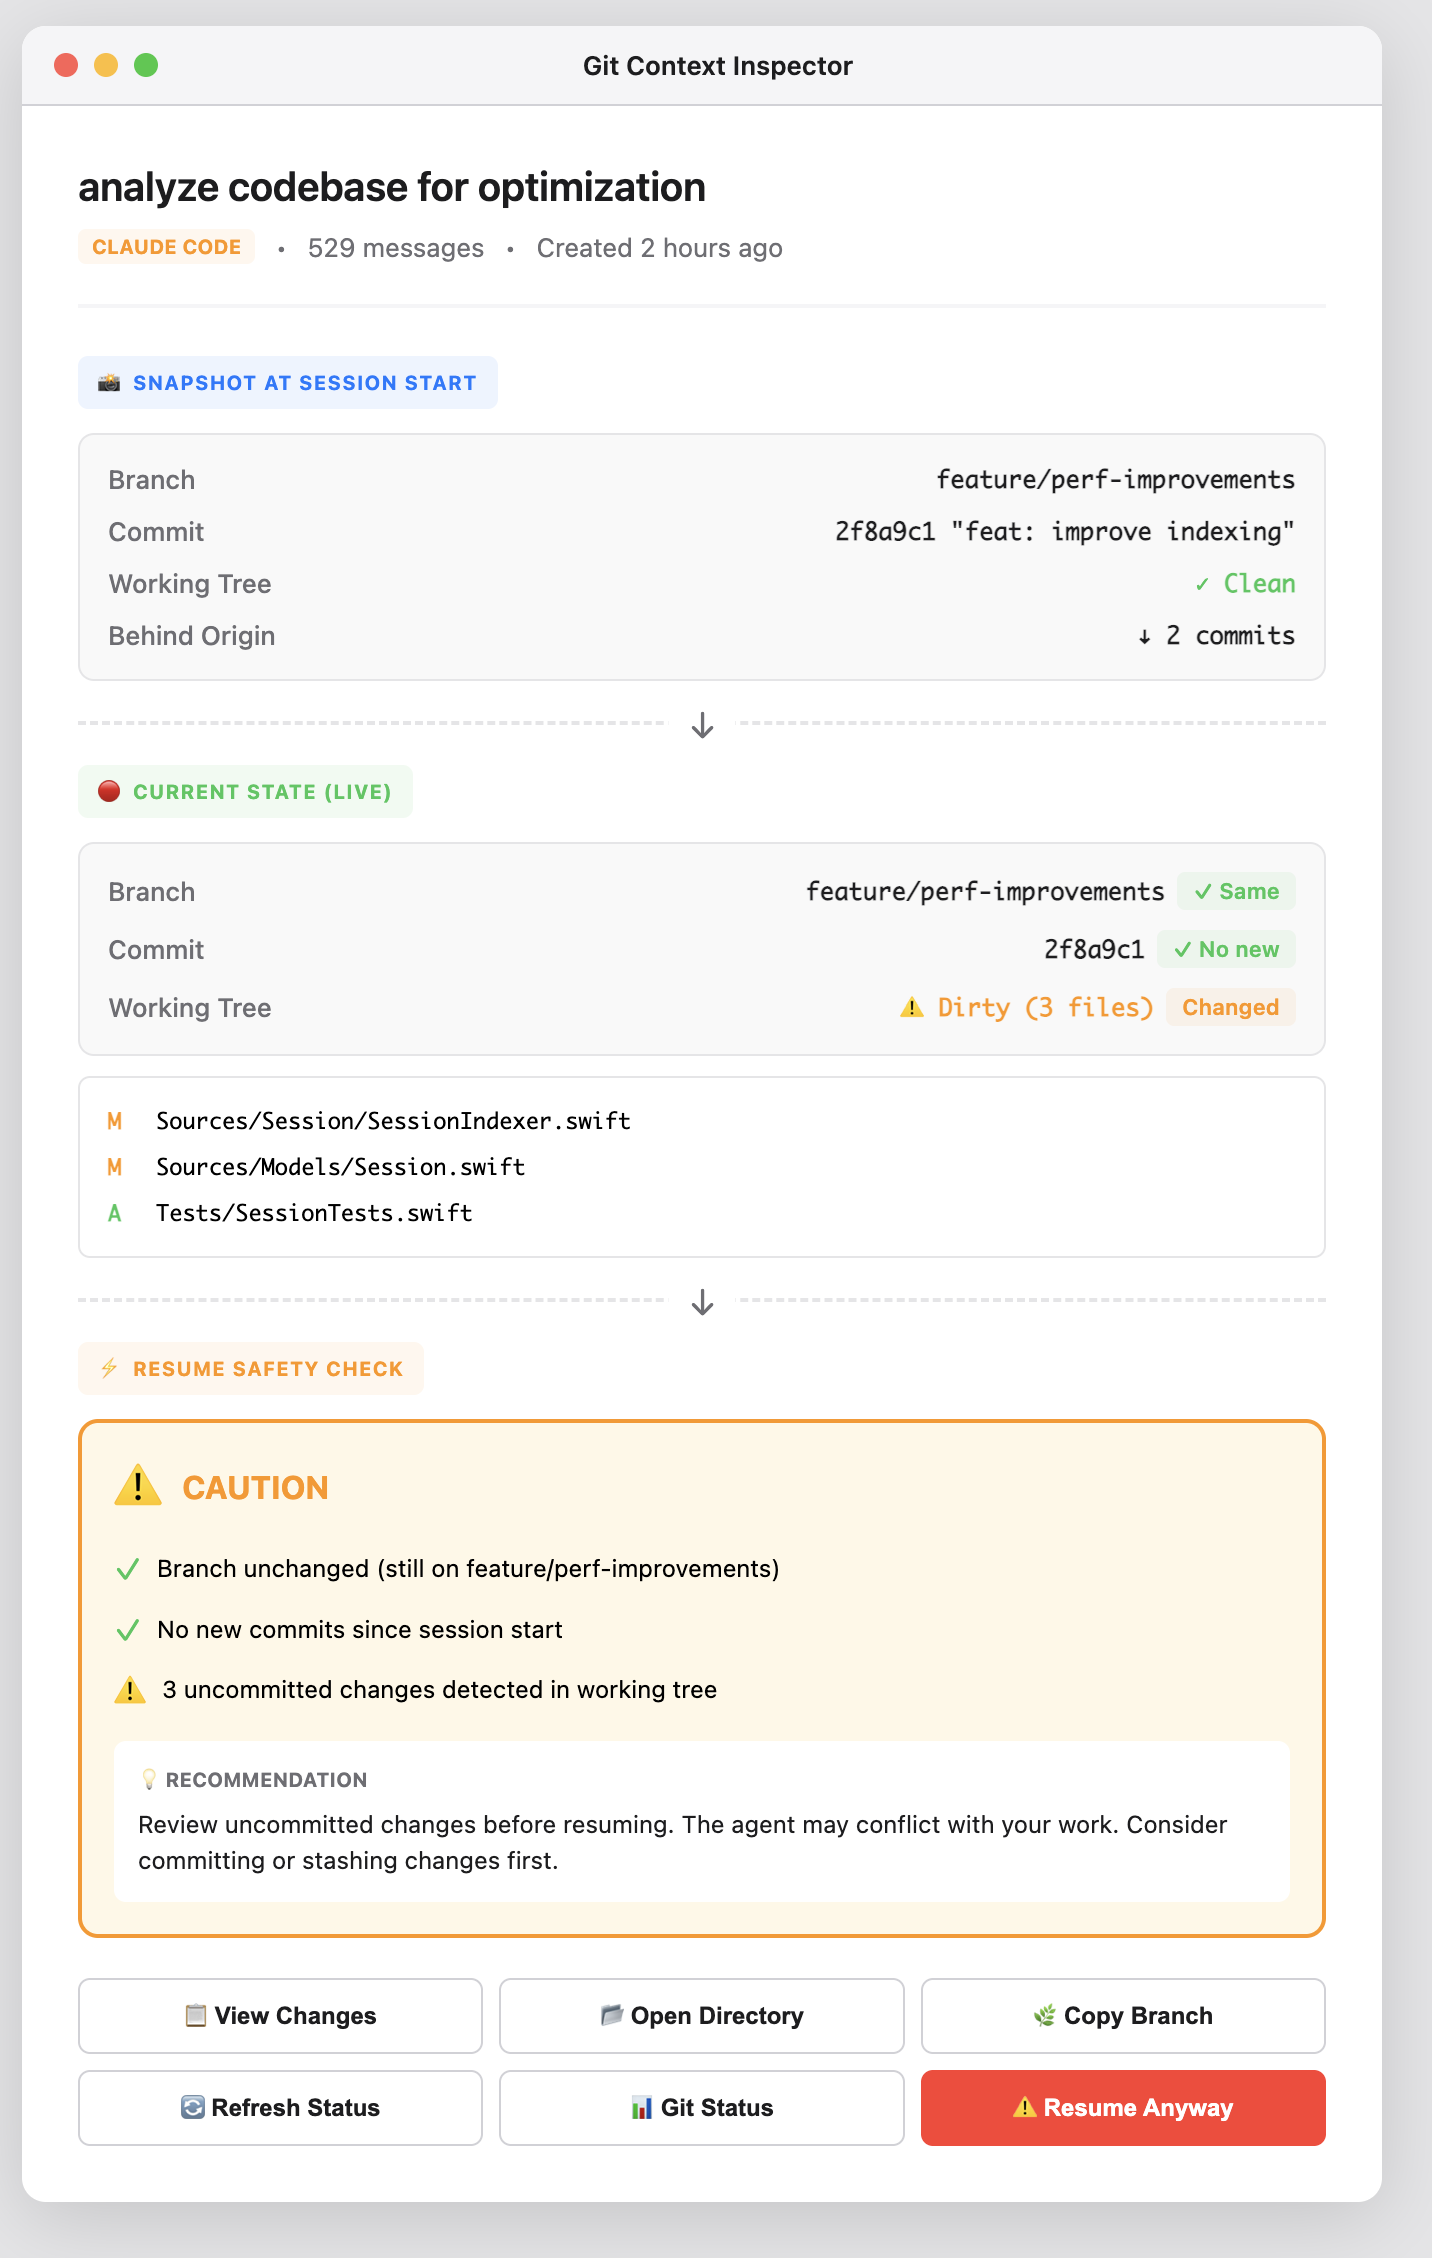 Git Context Inspector
analyze codebase for optimization
CLAUDE CODE • 529 messages • Created 2 hours ago
📸 SNAPSHOT AT SESSION START
Branch feature/perf-improvements
Commit 2f8a9c1 "feat: improve indexing"
Working Tree ✓ Clean
Behind Origin ↓ 2 commits
↓
🔴 CURRENT STATE (LIVE)
Branch feature/perf-improvements ✓ Same
Commit 2f8a9c1 ✓ No new
Working Tree ⚠️ Dirty (3 files) Changed
M Sources/Session/SessionIndexer.swift
M Sources/Models/Session.swift
A Tests/SessionTests.swift
↓
⚡ RESUME SAFETY CHECK
⚠️ CAUTION
✓ Branch unchanged (still on feature/perf-improvements)
✓ No new commits since session start
⚠️ 3 uncommitted changes detected in working tree
💡 RECOMMENDATION
Review uncommitted changes before resuming. The agent may conflict with your work. Consider
committing or stashing changes first.
📋 View Changes 📂 Open Directory 🌿 Copy Branch
🔄 Refresh Status 📊 Git Status ⚠️ Resume Anyway